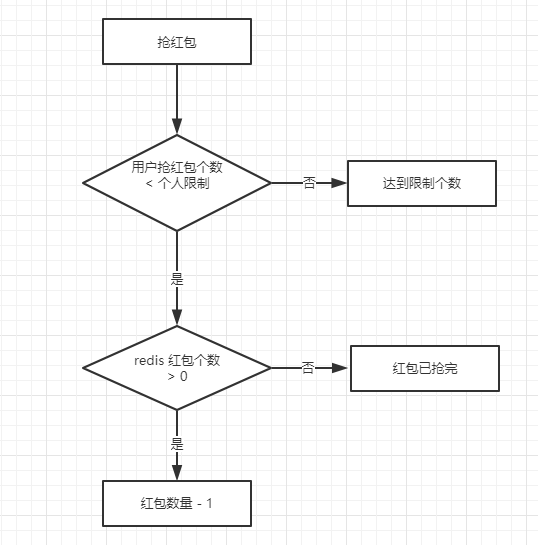 抢红包
用户抢红包个数
< 个人限制
否
达到限制个数
是
redis 红包个数
> 0
否
红包已抢完
是
红包数量 - 1